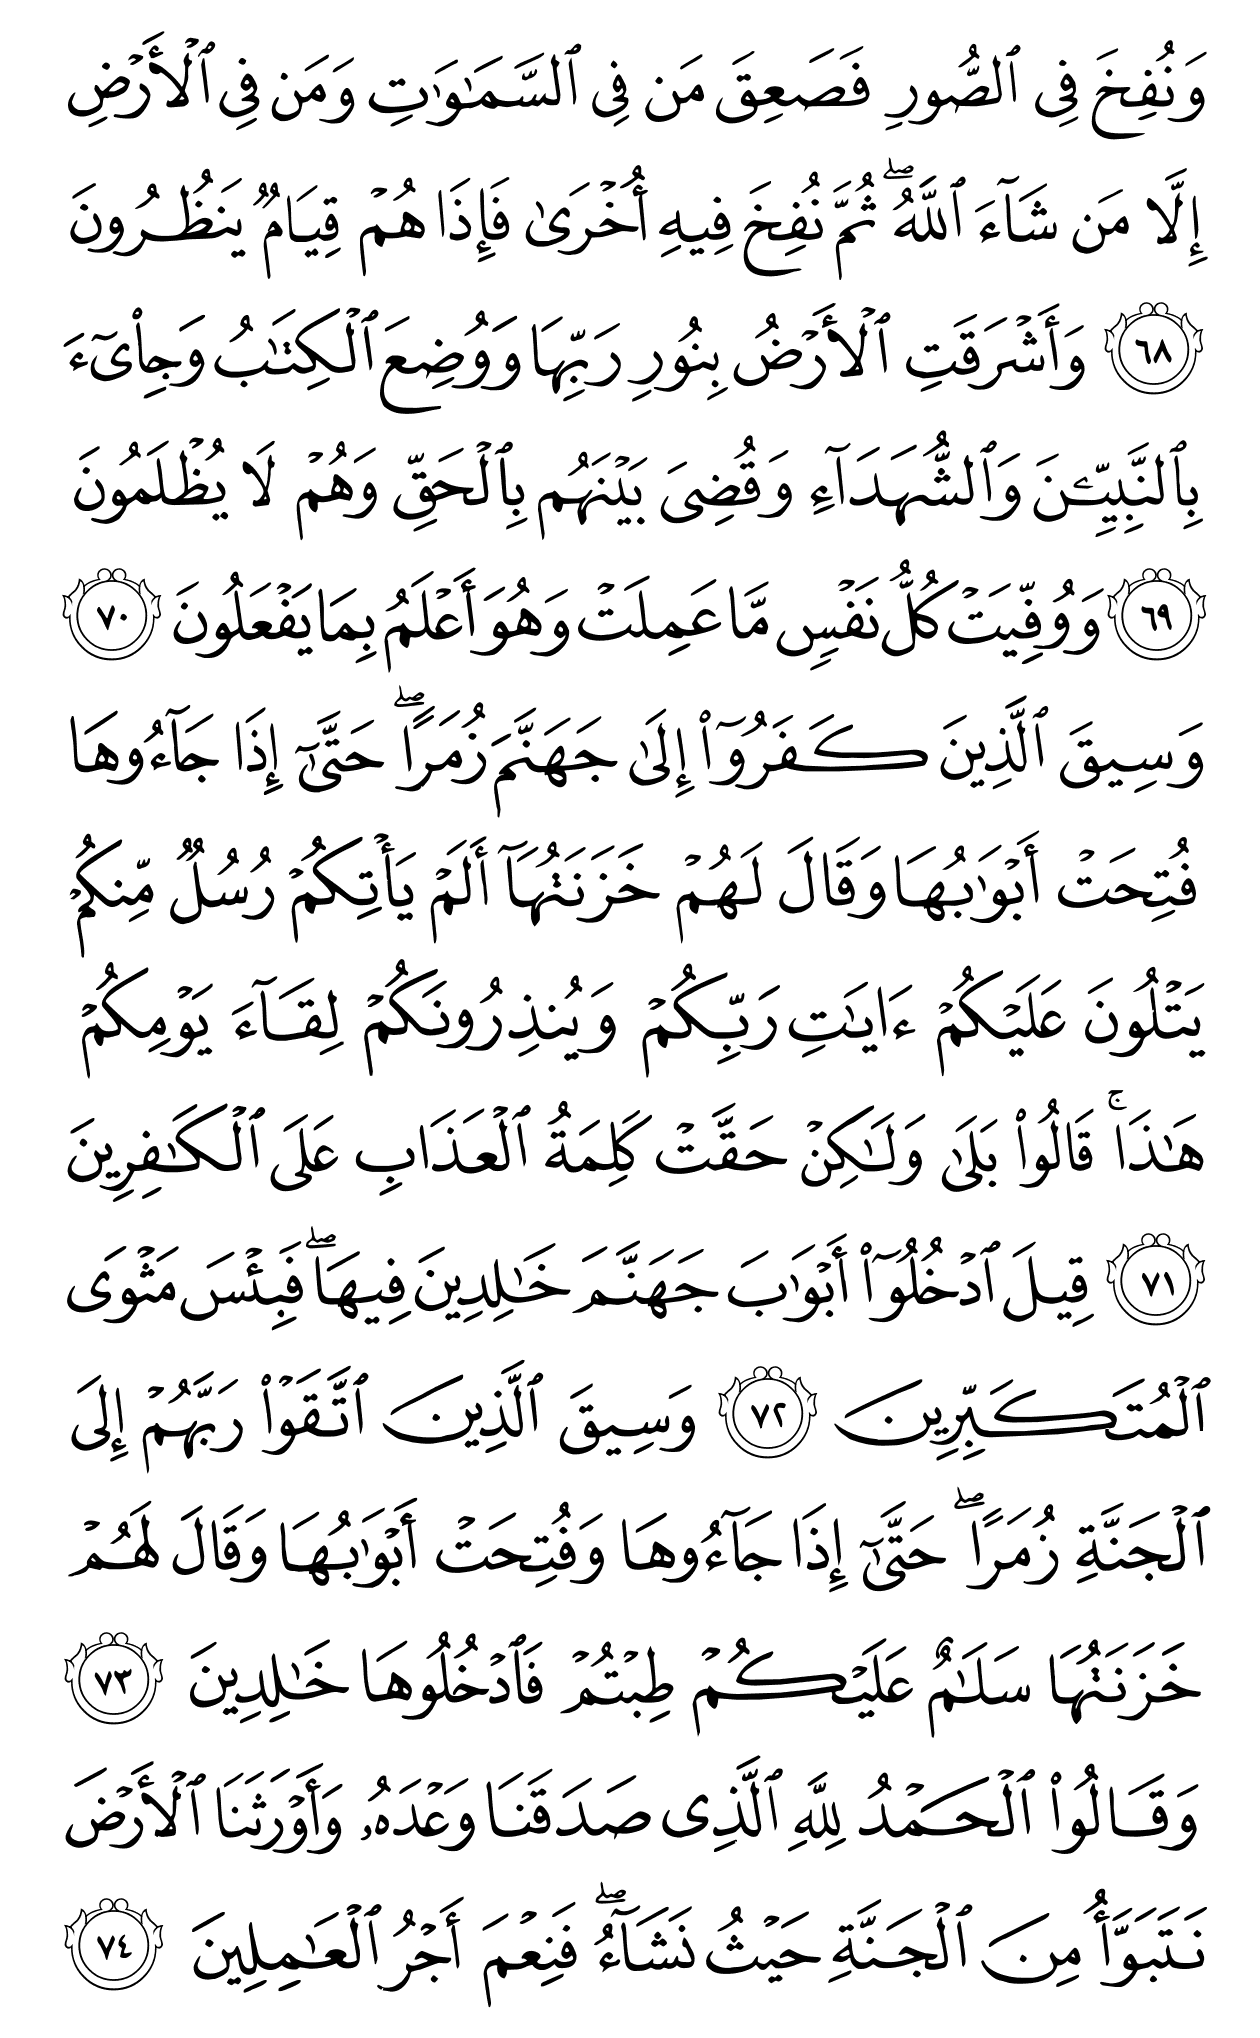 وَنُفِخَ فِى ٱلصُّورِ فَصَعِقَ مَن فِى ٱلسَّمَٰوَٰتِ وَمَن فِى ٱلْأَرْضِ
إِلَّا مَن شَآءَ ٱللَّهُ ۖ ثُمَّ نُفِخَ فِيهِ أُخْرَىٰ فَإِذَا هُمْ قِيَامٌ يَنظُرُونَ
٦٨ وَأَشْرَقَتِ ٱلْأَرْضُ بِنُورِ رَبِّهَا وَوُضِعَ ٱلْكِتَٰبُ وَجِا۟ىٓءَ
بِٱلنَّبِيِّـۧنَ وَٱلشُّهَدَآءِ وَقُضِىَ بَيْنَهُم بِٱلْحَقِّ وَهُمْ لَا يُظْلَمُونَ
٦٩ وَوُفِّيَتْ كُلُّ نَفْسٍ مَّا عَمِلَتْ وَهُوَ أَعْلَمُ بِمَا يَفْعَلُونَ ٧٠
وَسِيقَ ٱلَّذِينَ كَفَرُوٓا۟ إِلَىٰ جَهَنَّمَ زُمَرًا ۖ حَتَّىٰٓ إِذَا جَآءُوهَا
فُتِحَتْ أَبْوَٰبُهَا وَقَالَ لَهُمْ خَزَنَتُهَآ أَلَمْ يَأْتِكُمْ رُسُلٌ مِّنكُمْ
يَتْلُونَ عَلَيْكُمْ ءَايَٰتِ رَبِّكُمْ وَيُنذِرُونَكُمْ لِقَآءَ يَوْمِكُمْ
هَٰذَا ۚ قَالُوا۟ بَلَىٰ وَلَٰكِنْ حَقَّتْ كَلِمَةُ ٱلْعَذَابِ عَلَى ٱلْكَٰفِرِينَ
٧١ قِيلَ ٱدْخُلُوٓا۟ أَبْوَٰبَ جَهَنَّمَ خَٰلِدِينَ فِيهَا ۖ فَبِئْسَ مَثْوَى
ٱلْمُتَكَبِّرِينَ ٧٢ وَسِيقَ ٱلَّذِينَ ٱتَّقَوْا۟ رَبَّهُمْ إِلَى
ٱلْجَنَّةِ زُمَرًا ۖ حَتَّىٰٓ إِذَا جَآءُوهَا وَفُتِحَتْ أَبْوَٰبُهَا وَقَالَ لَهُمْ
خَزَنَتُهَا سَلَٰمٌ عَلَيْكُمْ طِبْتُمْ فَٱدْخُلُوهَا خَٰلِدِينَ ٧٣
وَقَالُوا۟ ٱلْحَمْدُ لِلَّهِ ٱلَّذِى صَدَقَنَا وَعْدَهُۥ وَأَوْرَثَنَا ٱلْأَرْضَ
نَتَبَوَّأُ مِنَ ٱلْجَنَّةِ حَيْثُ نَشَآءُ ۖ فَنِعْمَ أَجْرُ ٱلْعَٰمِلِينَ ٧٤